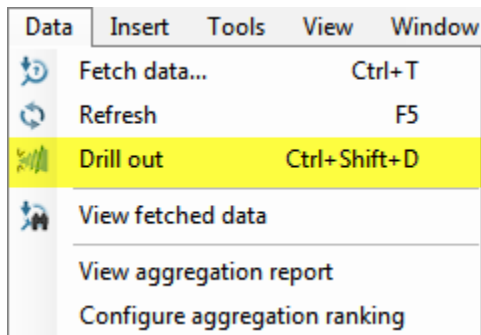 Data Insert Tools View Window
Fetch data... Ctrl+T
Refresh F5
Drill out Ctrl+Shift+D
View fetched data
View aggregation report
Configure aggregation ranking